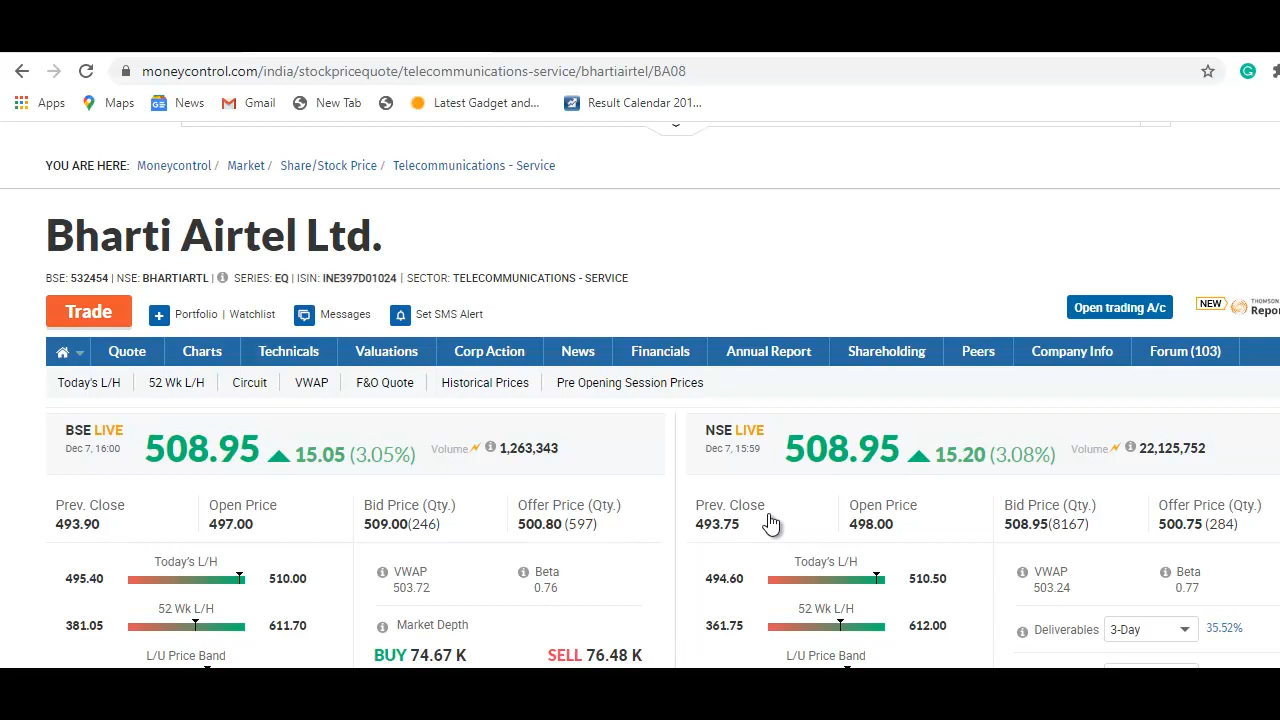 moneycontrol.com/india/stockpricequote/telecommunications-service/bhartiairtel/BA08
Apps Maps News Gmail New Tab Latest Gadget and... Result Calendar 201...
YOU ARE HERE: Moneycontrol / Market / Share/Stock Price / Telecommunications - Service
Bharti Airtel Ltd.
BSE: 532454 | NSE: BHARTIARTL | SERIES: EQ | ISIN: INE397D01024 | SECTOR: TELECOMMUNICATIONS - SERVICE
Trade Portfolio | Watchlist Messages Set SMS Alert Open trading A/c NEW THOMSON
Repor
Quote Charts Technicals Valuations Corp Action News Financials Annual Report Shareholding Peers Company Info Forum (103)
Today's L/H 52 Wk L/H Circuit VWAP F&O Quote Historical Prices Pre Opening Session Prices
BSE LIVE
Dec 7, 16:00
508.95 15.05 (3.05%) Volume 1,263,343
NSE LIVE
Dec 7, 15:59
508.95 15.20 (3.08%) Volume 22,125,752
Prev. Close Open Price Bid Price (Qty.) Offer Price (Qty.)
493.90 497.00 509.00(246) 500.80 (597)
Today's L/H
495.40 510.00
52 Wk L/H
381.05 611.70
L/U Price Band
VWAP Beta
503.72 0.76
Market Depth
BUY 74.67 K SELL 76.48 K
Prev. Close Open Price Bid Price (Qty.) Offer Price (Qty.)
493.75 498.00 508.95(8167) 500.75 (284)
Today's L/H
494.60 510.50
52 Wk L/H
361.75 612.00
L/U Price Band
VWAP Beta
503.24 0.77
Deliverables 3-Day 35.52%